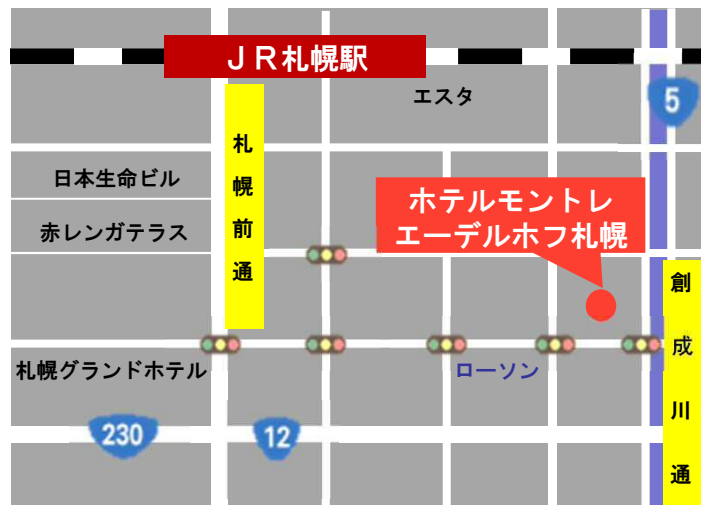 JR札幌駅
エスタ
5
札幌前通
日本生命ビル
赤レンガテラス
ホテルモントレ
エーデルホフ札幌
創成川通
札幌グランドホテル
ローソン
230
12